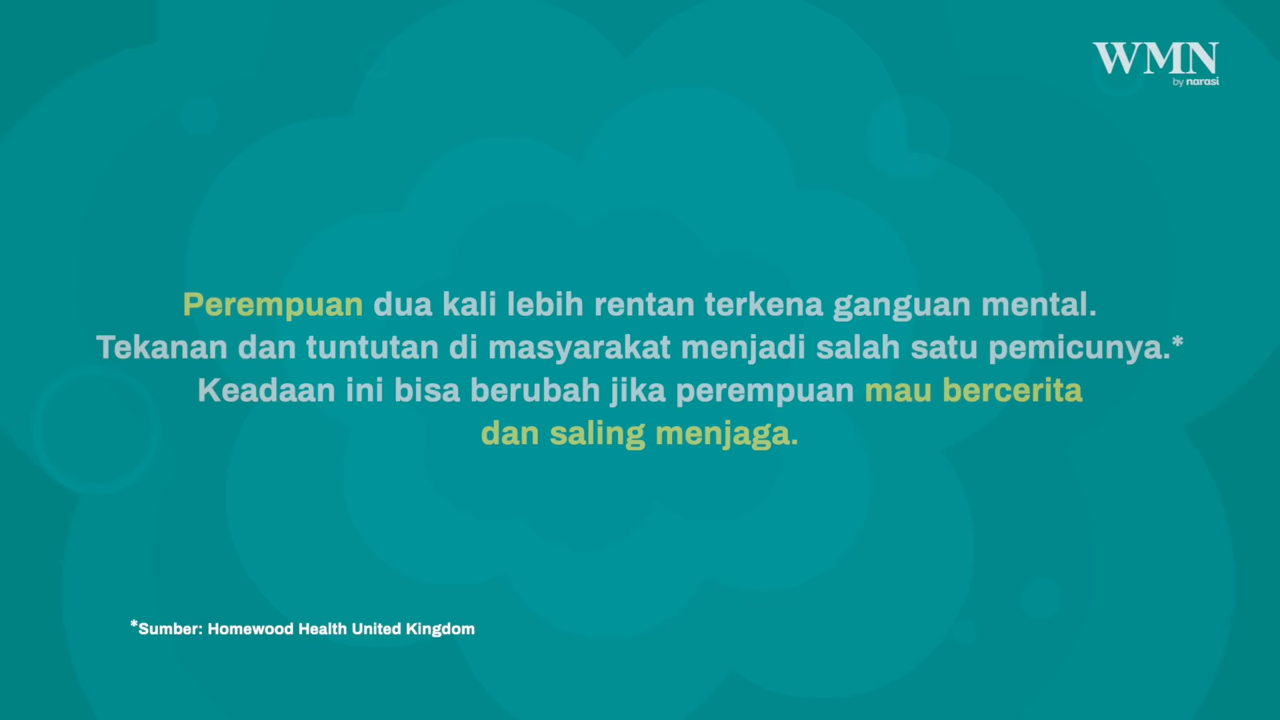 WMN
by narasi
Perempuan dua kali lebih rentan terkena ganguan mental.
Tekanan dan tuntutan di masyarakat menjadi salah satu pemicunya.*
Keadaan ini bisa berubah jika perempuan mau bercerita
dan saling menjaga.
*Sumber: Homewood Health United Kingdom